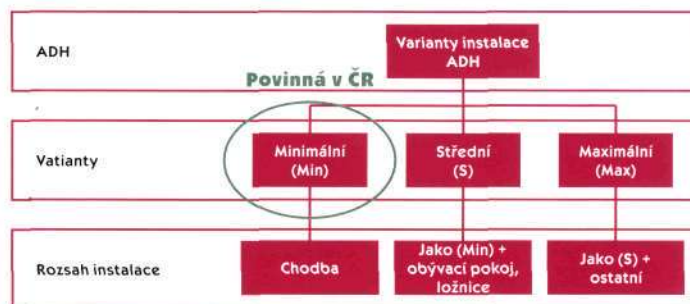 ADH
Varianty instalace
ADH
Povinná v ČR
Vatianty
Minimální
(Min)
Střední
(S)
Maximální
(Max)
Rozsah instalace
Chodba
Jako (Min) +
obývací pokoj,
ložnice
Jako (S) +
ostatní